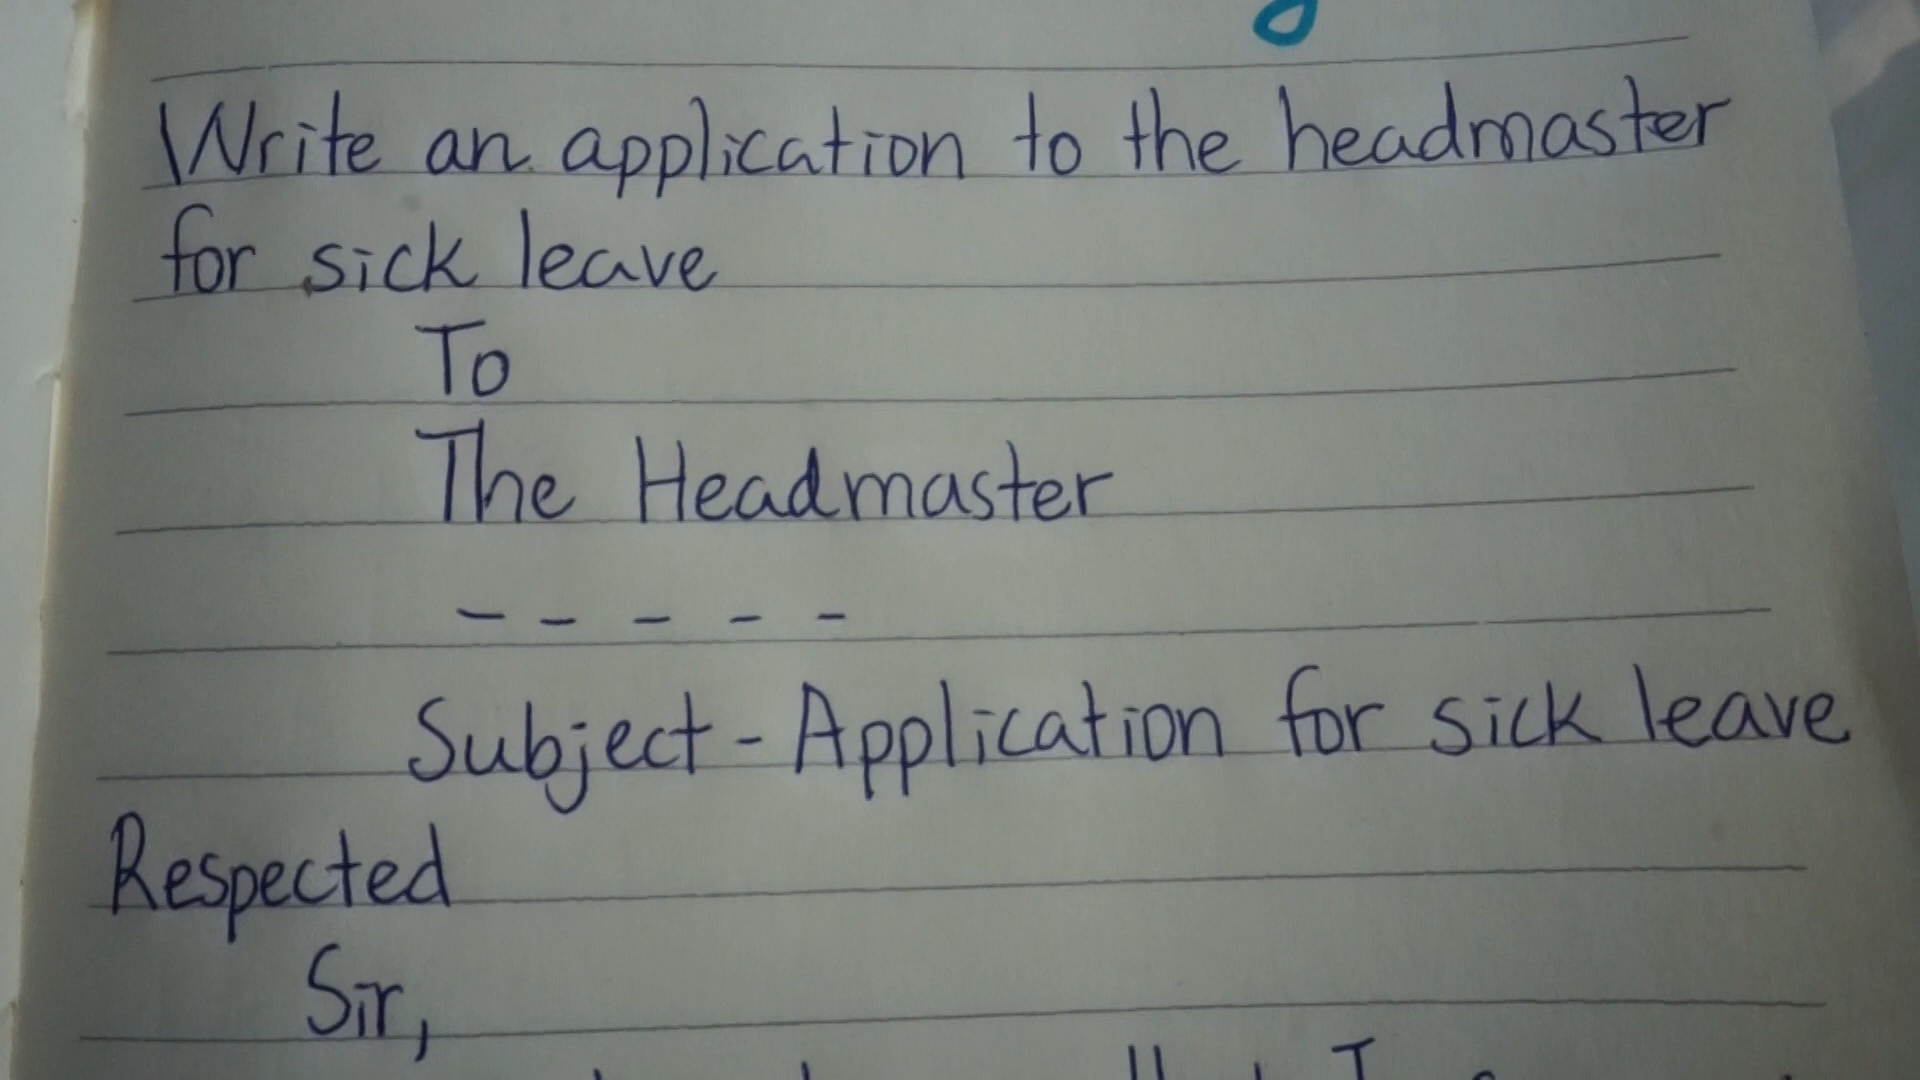 Write an application to the headmaster
for sick leave
To
The Headmaster
- - - - -
Subject - Application for sick leave
Respected
Sir,